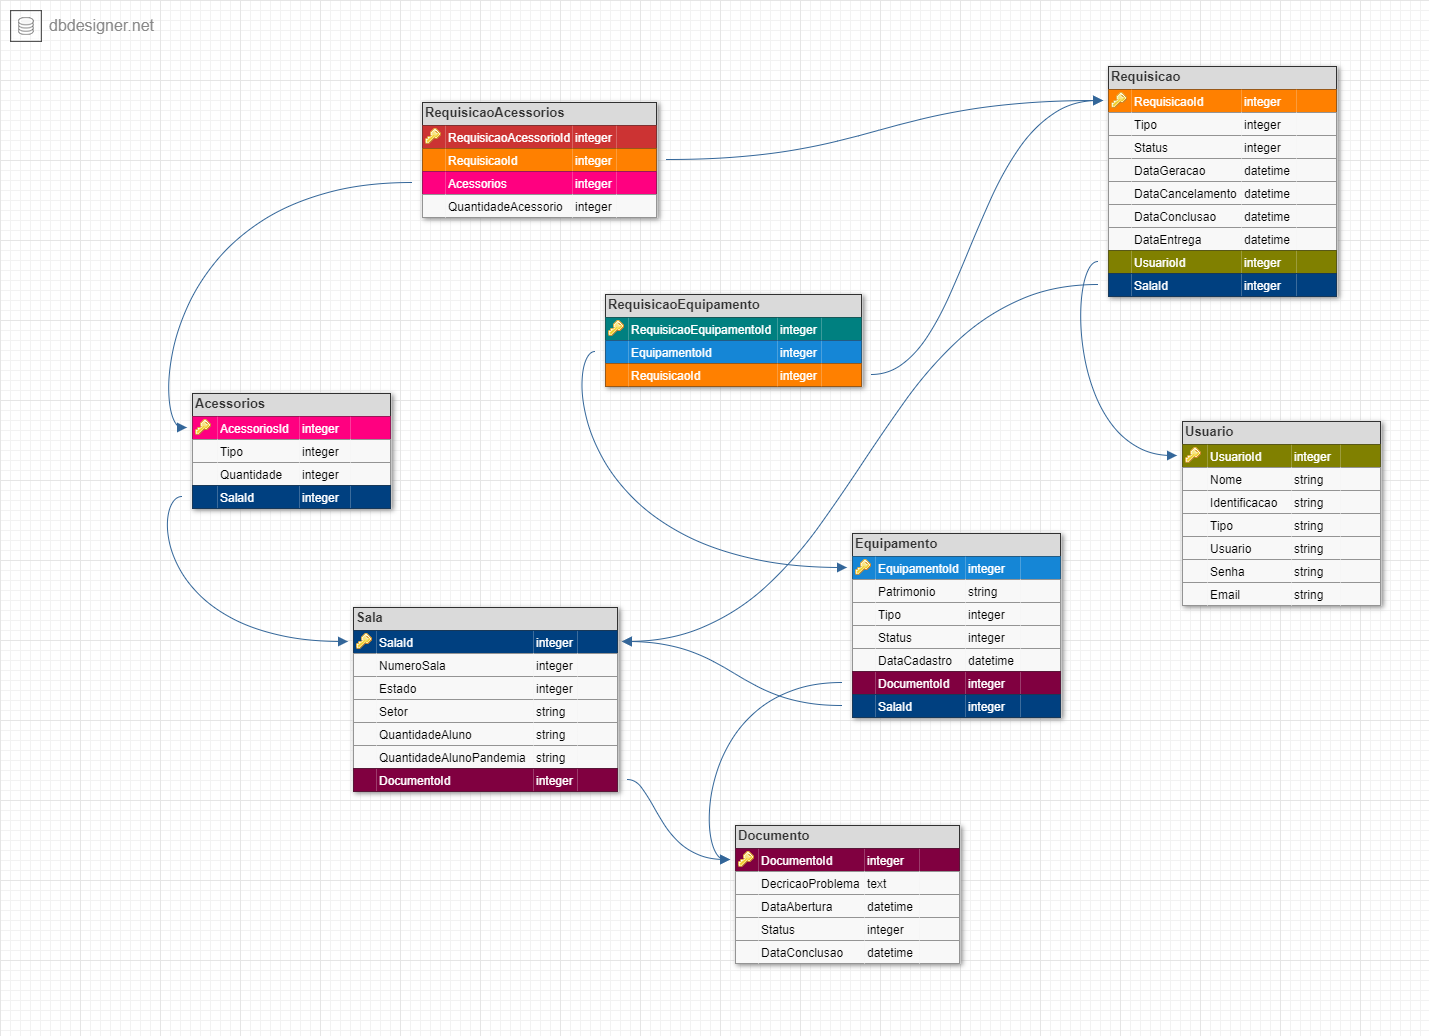 dbdesigner.net
RequisicaoAcessorios
RequisicaoAcessorioId integer
RequisicaoId integer
Acessorios integer
QuantidadeAcessorio integer
Requisicao
RequisicaoId integer
Tipo integer
Status integer
DataGeracao datetime
DataCancelamento datetime
DataConclusao datetime
DataEntrega datetime
UsuarioId integer
SalaId integer
RequisicaoEquipamento
RequisicaoEquipamentoId integer
EquipamentoId integer
RequisicaoId integer
Acessorios
AcessoriosId integer
Tipo integer
Quantidade integer
SalaId integer
Usuario
UsuarioId integer
Nome string
Identificacao string
Tipo string
Usuario string
Senha string
Email string
Equipamento
EquipamentoId integer
Patrimonio string
Tipo integer
Status integer
DataCadastro datetime
DocumentoId integer
SalaId integer
Sala
SalaId integer
NumeroSala integer
Estado integer
Setor string
QuantidadeAluno string
QuantidadeAlunoPandemia string
DocumentoId integer
Documento
DocumentoId integer
DecricaoProblema text
DataAbertura datetime
Status integer
DataConclusao datetime